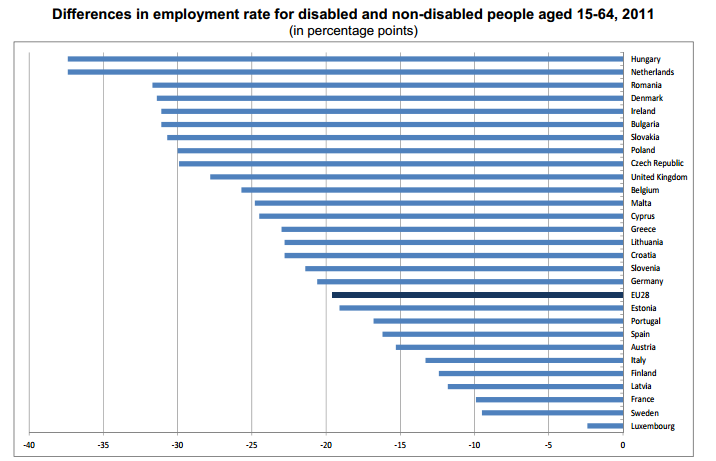 Differences in employment rate for disabled and non-disabled people aged 15-64, 2011
(in percentage points)
Hungary
Netherlands
Romania
Denmark
Ireland
Bulgaria
Slovakia
Poland
Czech Republic
United Kingdom
Belgium
Malta
Cyprus
Greece
Lithuania
Croatia
Slovenia
Germany
EU28
Estonia
Portugal
Spain
Austria
Italy
Finland
Latvia
France
Sweden
Luxembourg
-40 -35 -30 -25 -20 -15 -10 -5 0